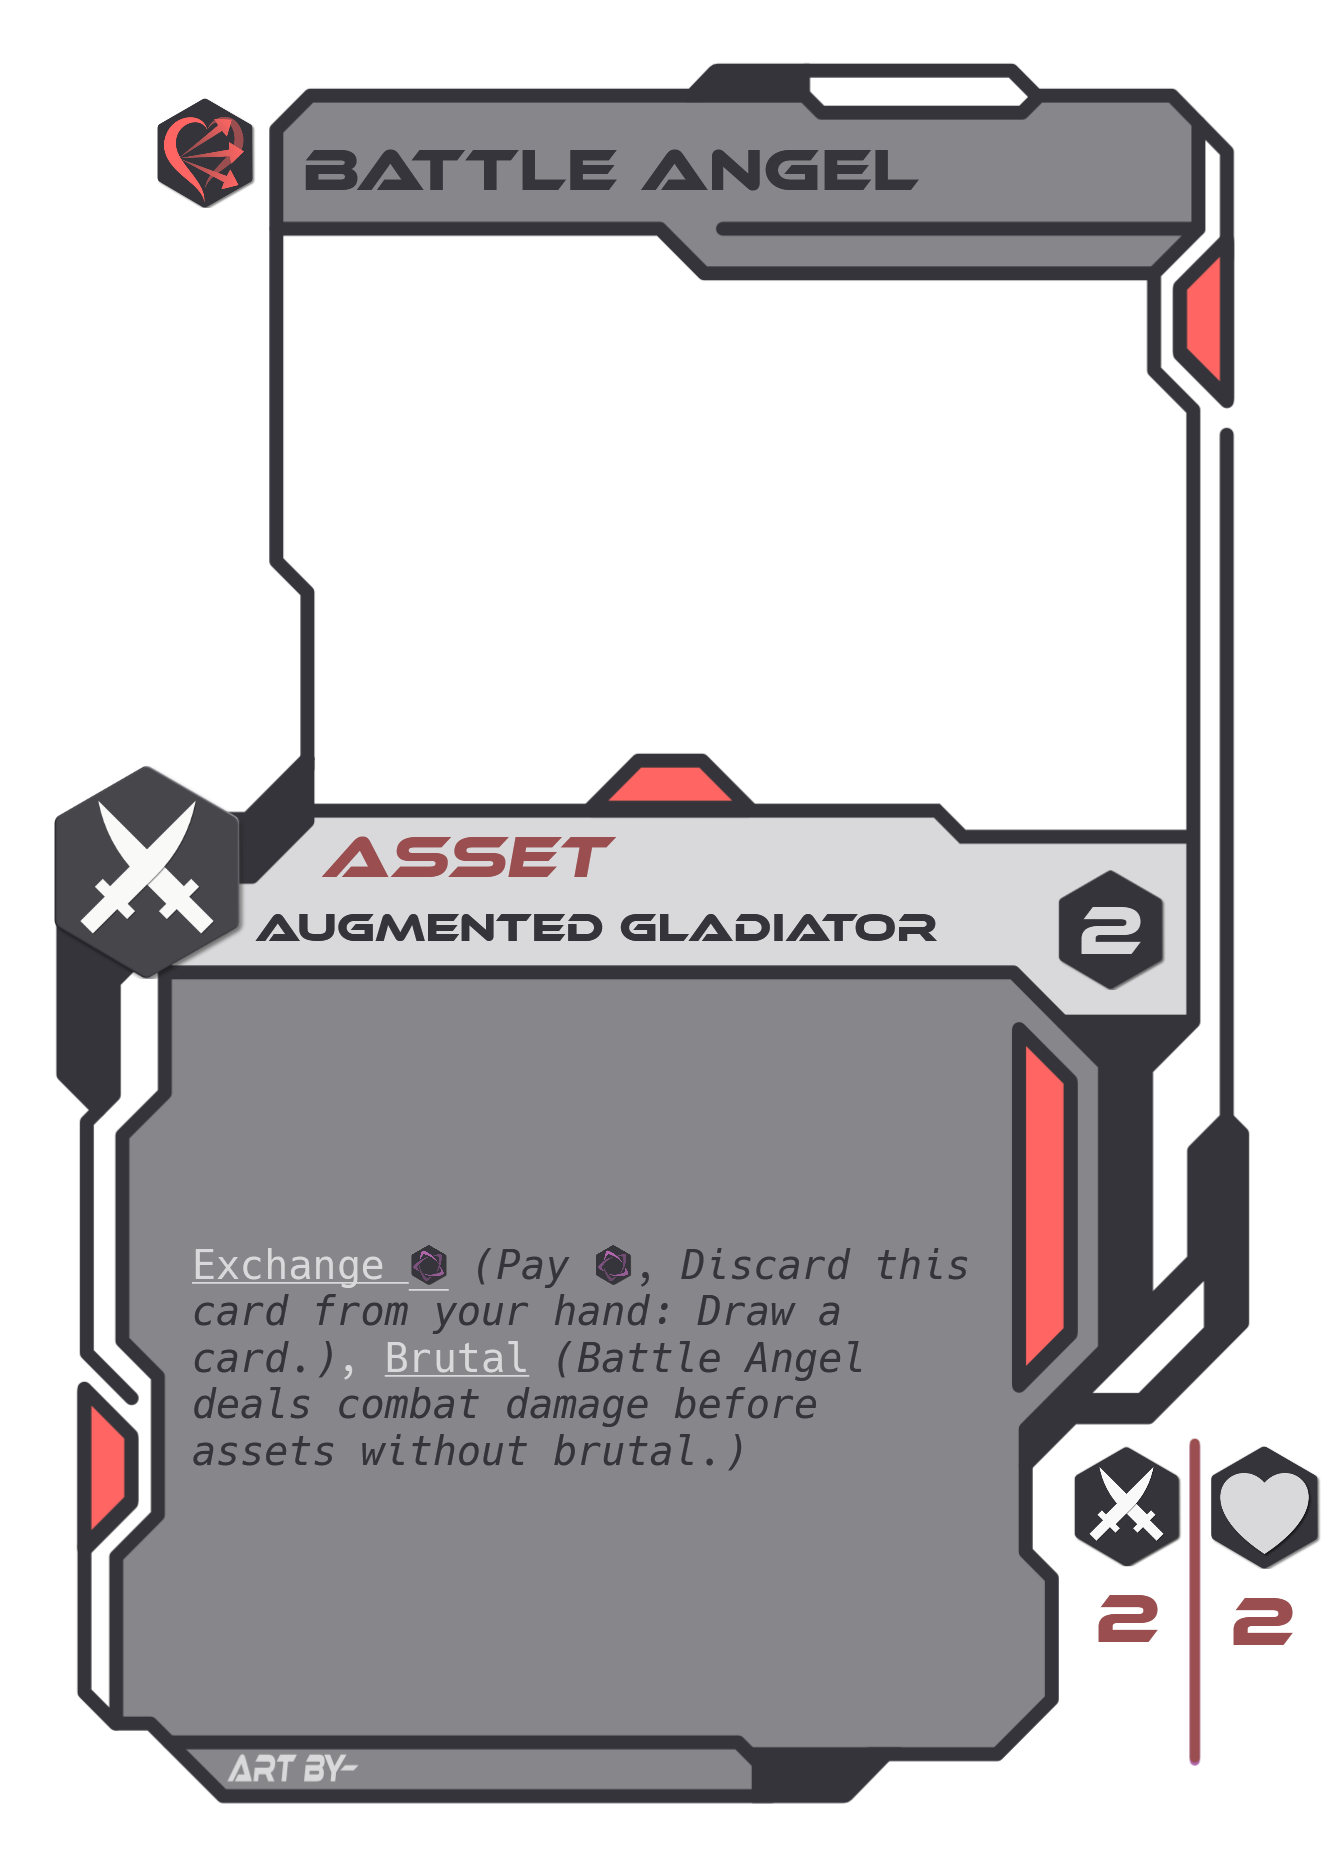 BATTLE ANGEL
ASSET
AUGMENTED GLADIATOR
2
Exchange (Pay , Discard this
card from your hand: Draw a
card.), Brutal (Battle Angel
deals combat damage before
assets without brutal.)
2 2
ART BY-